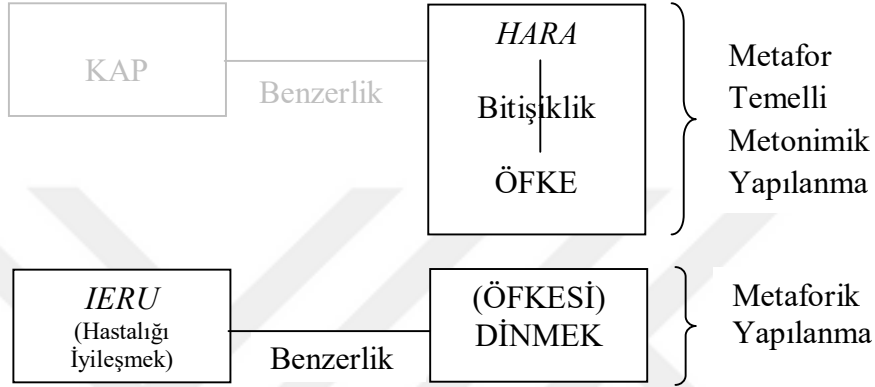 KAP
Benzerlik
HARA
Bitişiklik
ÖFKE
Metafor
Temelli
Metonimik
Yapılanma
IERU
(Hastalığı
İyileşmek)
Benzerlik
(ÖFKESİ)
DİNMEK
Metaforik
Yapılanma